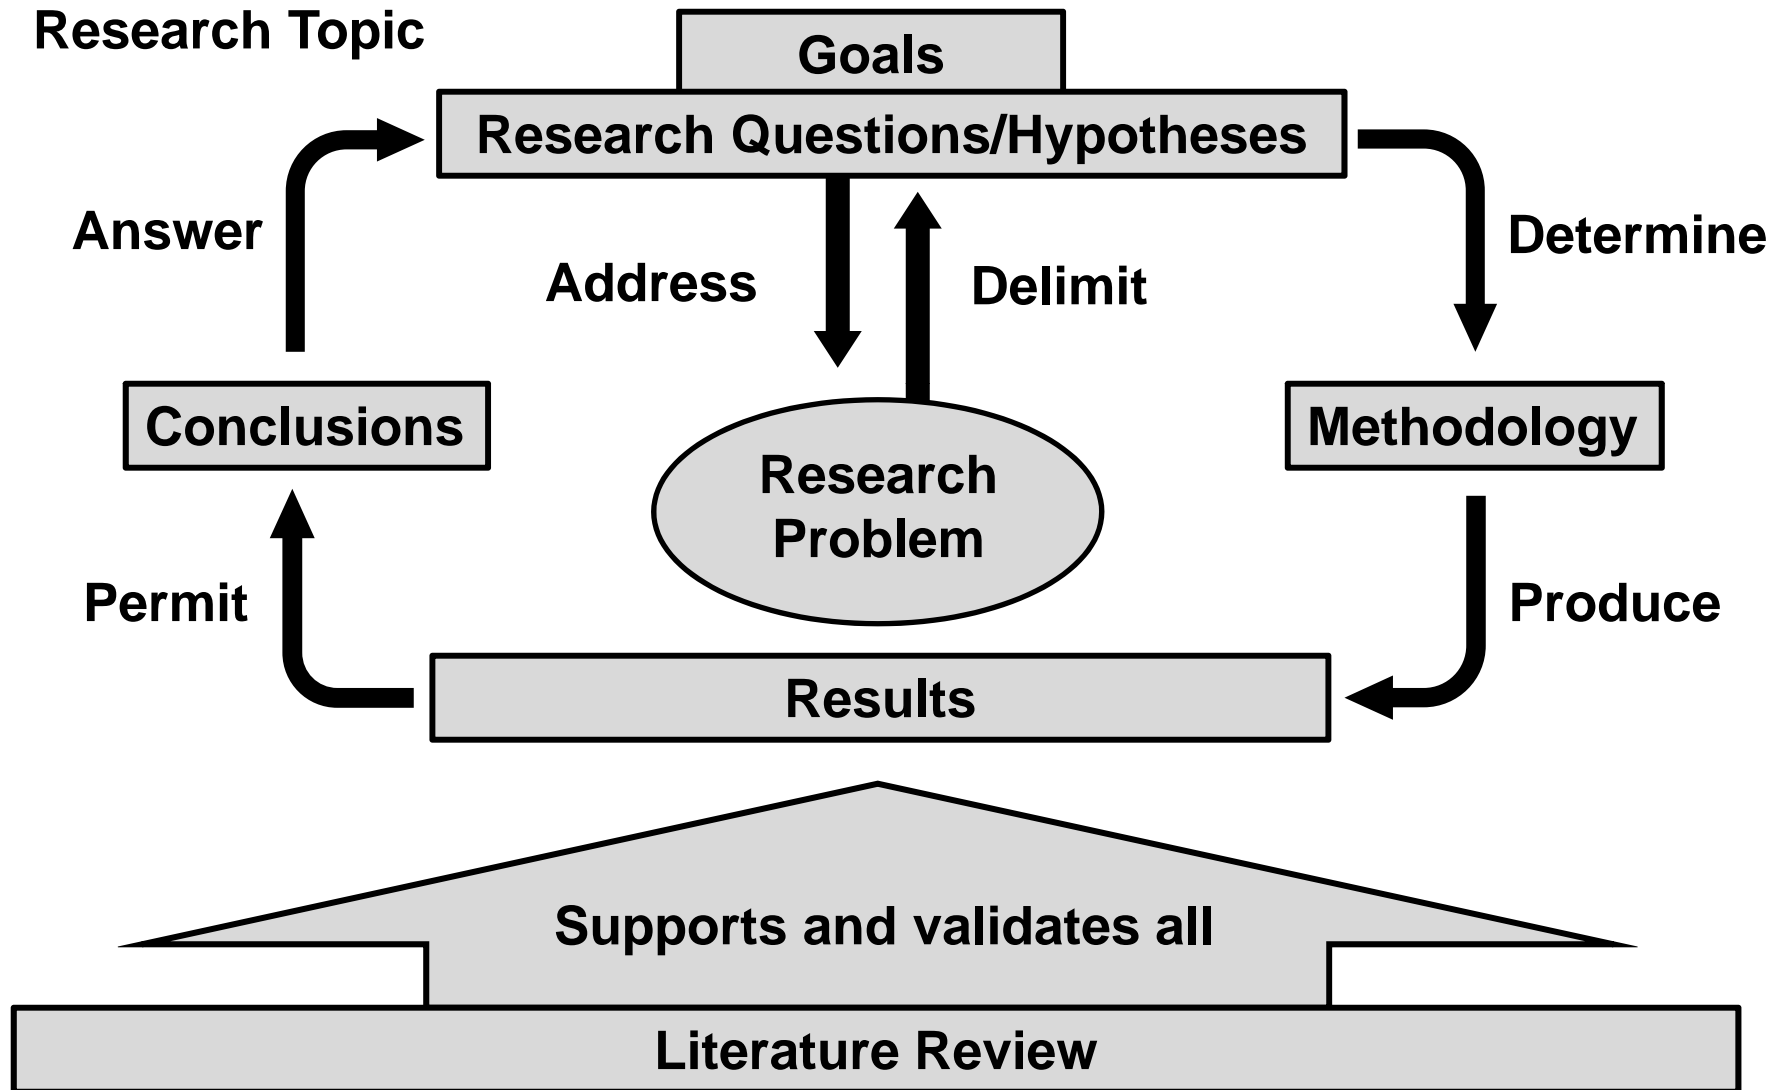 Research Topic
Goals
Research Questions/Hypotheses
Answer
Determine
Address
Delimit
Conclusions
Methodology
Research
Problem
Permit
Produce
Results
Supports and validates all
Literature Review